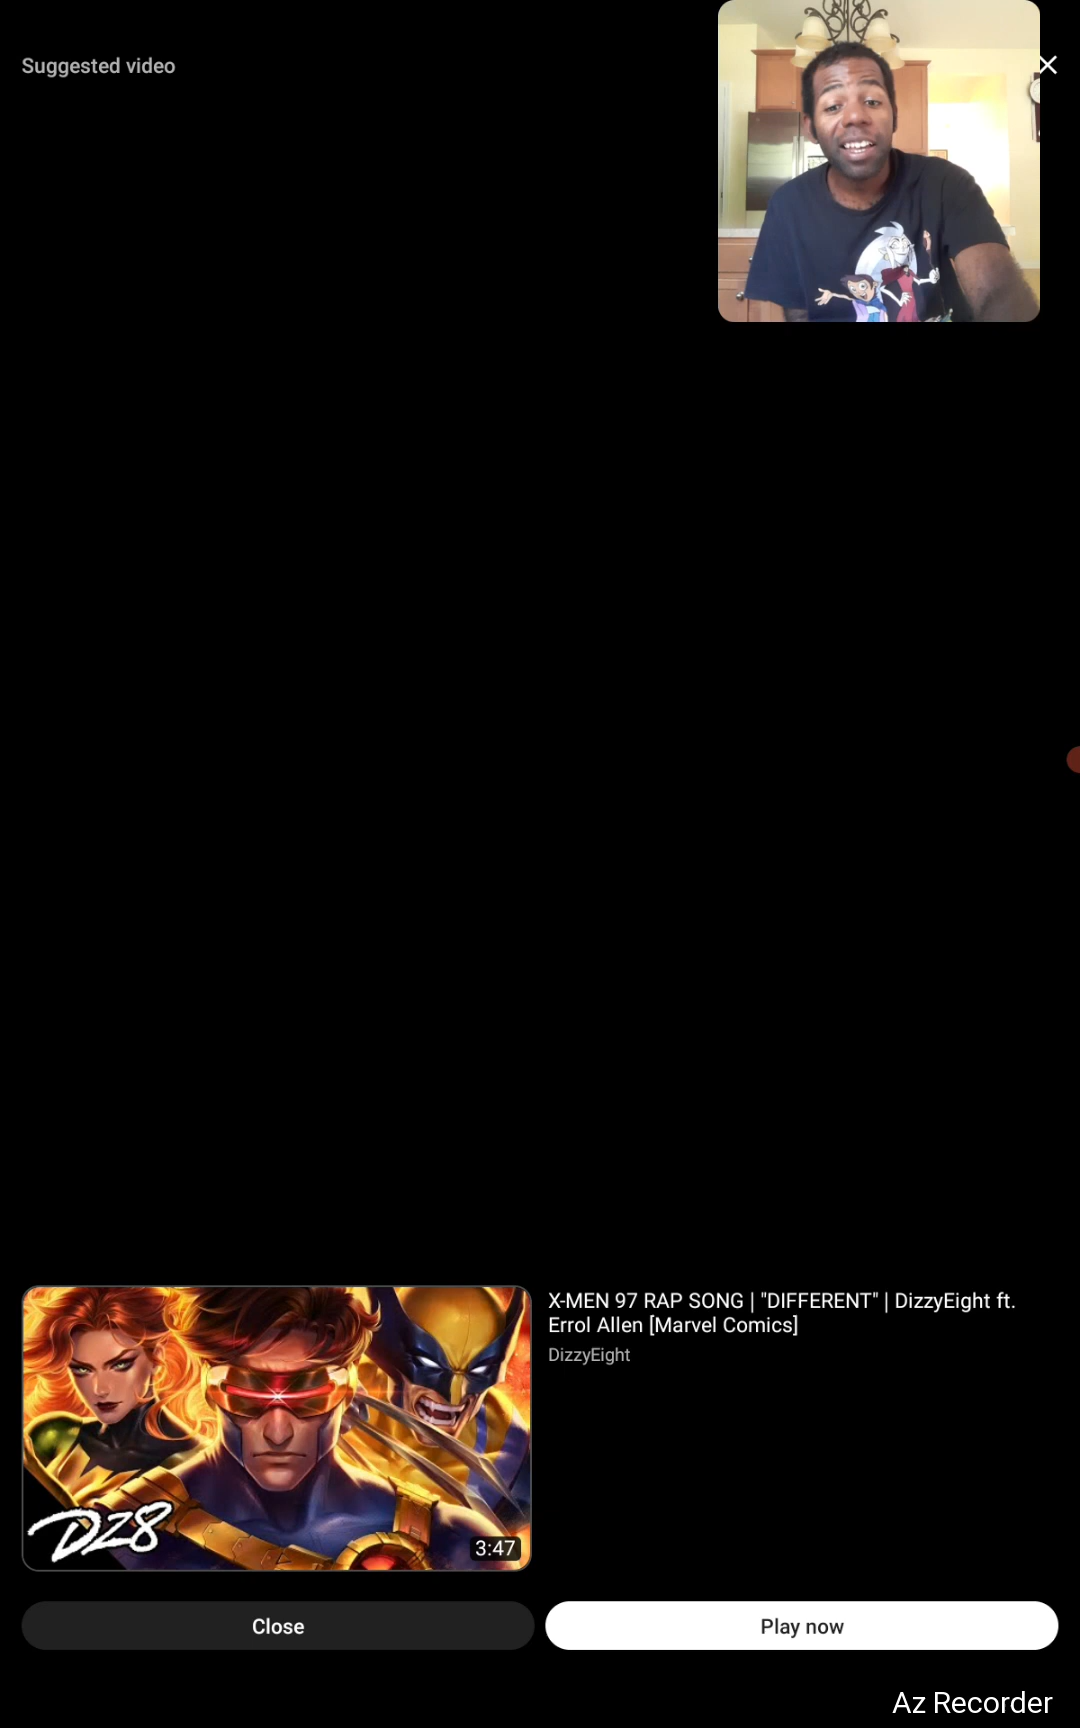 Suggested video
X-MEN 97 RAP SONG | "DIFFERENT" | DizzyEight ft.
Errol Allen [Marvel Comics]
DizzyEight
DZ8
3:47
Close
Play now
Az Recorder